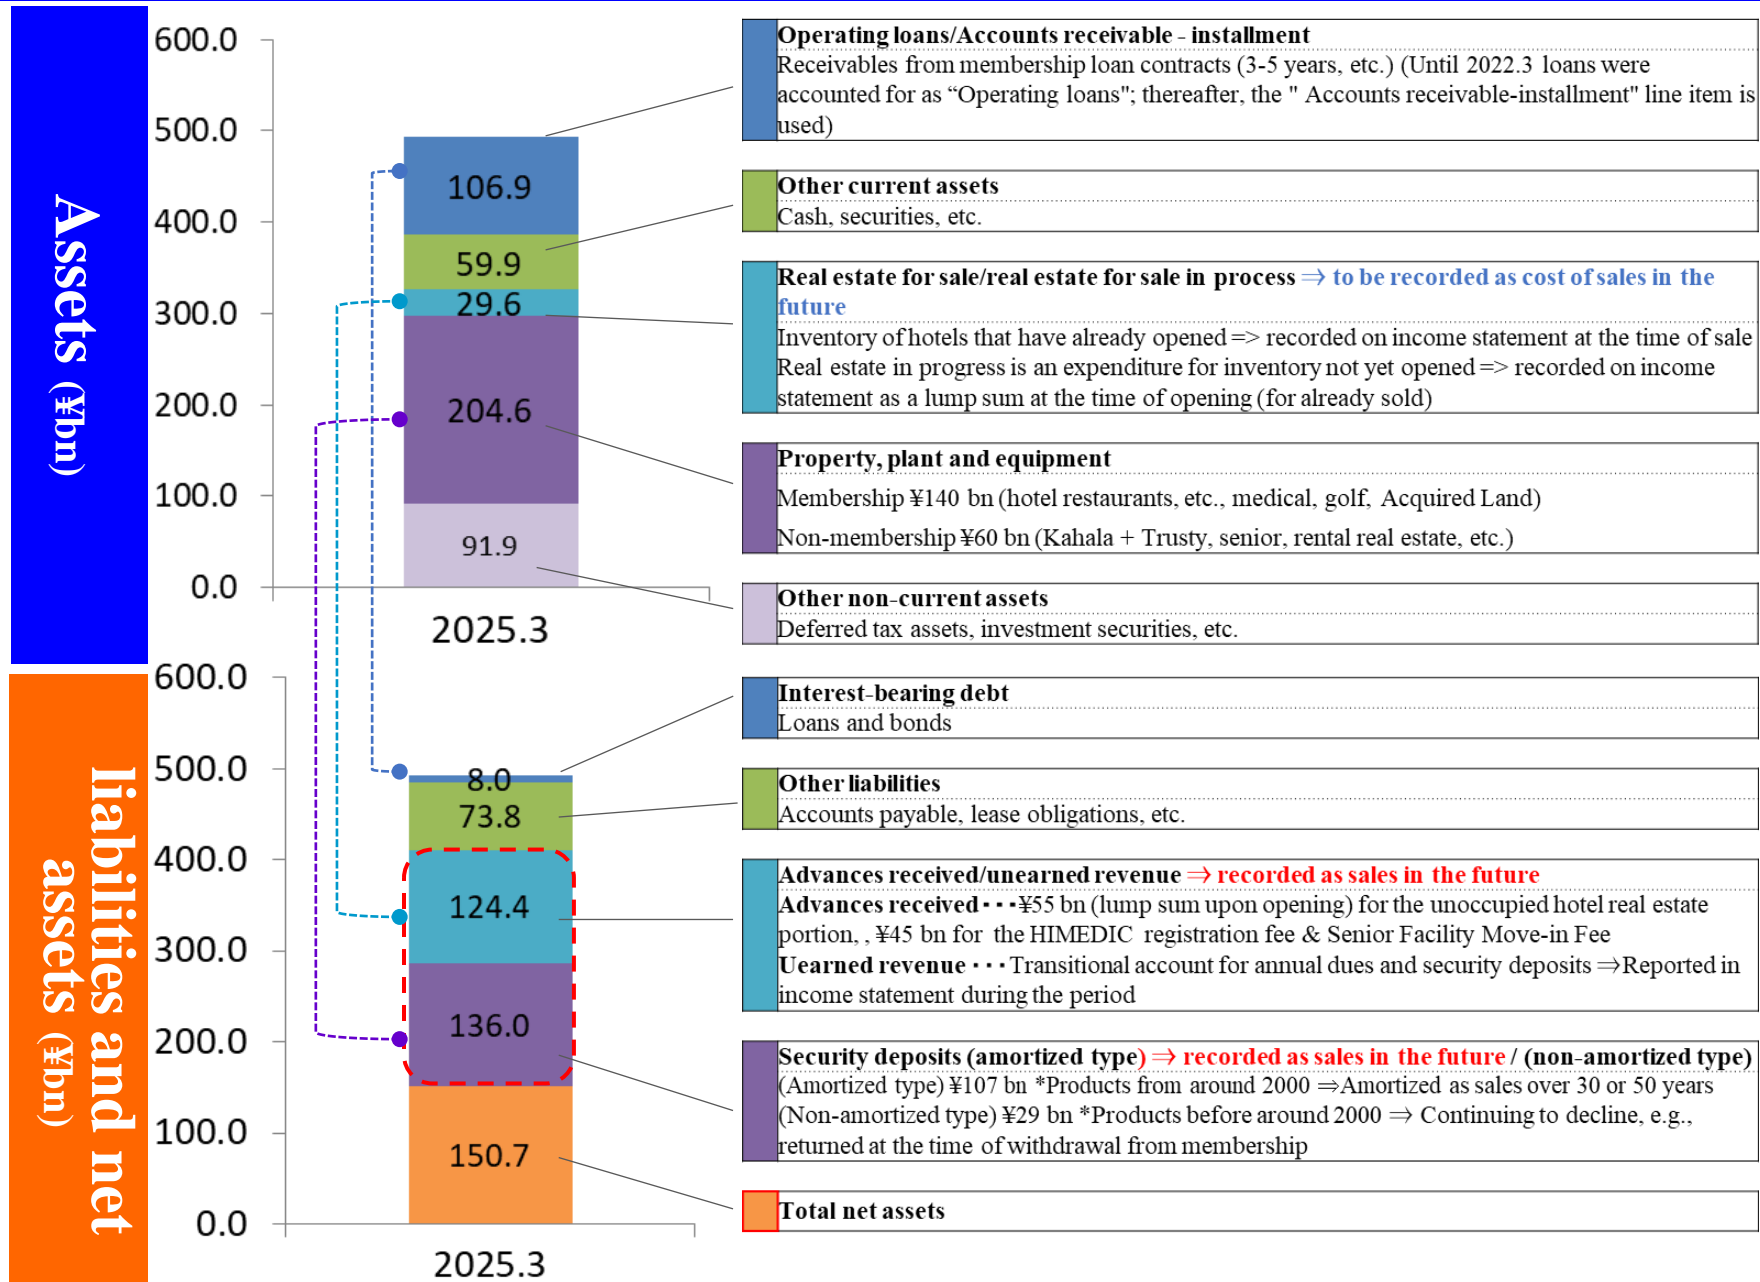 Assets (¥bn)
600.0
500.0
400.0
300.0
200.0
100.0
0.0
106.9
59.9
29.6
204.6
91.9
2025.3
Operating loans/Accounts receivable - installment
Receivables from membership loan contracts (3-5 years, etc.) (Until 2022.3 loans were
accounted for as “Operating loans"; thereafter, the " Accounts receivable-installment" line item is
used)
Other current assets
Cash, securities, etc.
Real estate for sale/real estate for sale in process ⇒ to be recorded as cost of sales in the
future
Inventory of hotels that have already opened => recorded on income statement at the time of sale
Real estate in progress is an expenditure for inventory not yet opened => recorded on income
statement as a lump sum at the time of opening (for already sold)
Property, plant and equipment
Membership ¥140 bn (hotel restaurants, etc., medical, golf, Acquired Land)
Non-membership ¥60 bn (Kahala + Trusty, senior, rental real estate, etc.)
Other non-current assets
Deferred tax assets, investment securities, etc.
liabilities and net
assets (¥bn)
600.0
500.0
400.0
300.0
200.0
100.0
0.0
8.0
73.8
124.4
136.0
150.7
2025.3
Interest-bearing debt
Loans and bonds
Other liabilities
Accounts payable, lease obligations, etc.
Advances received/unearned revenue ⇒ recorded as sales in the future
Advances received・・・¥55 bn (lump sum upon opening) for the unoccupied hotel real estate
portion, , ¥45 bn for the HIMEDIC registration fee & Senior Facility Move-in Fee
Uearned revenue・・・Transitional account for annual dues and security deposits ⇒Reported in
income statement during the period
Security deposits (amortized type) ⇒ recorded as sales in the future / (non-amortized type)
(Amortized type) ¥107 bn *Products from around 2000 ⇒Amortized as sales over 30 or 50 years
(Non-amortized type) ¥29 bn *Products before around 2000 ⇒ Continuing to decline, e.g.,
returned at the time of withdrawal from membership
Total net assets